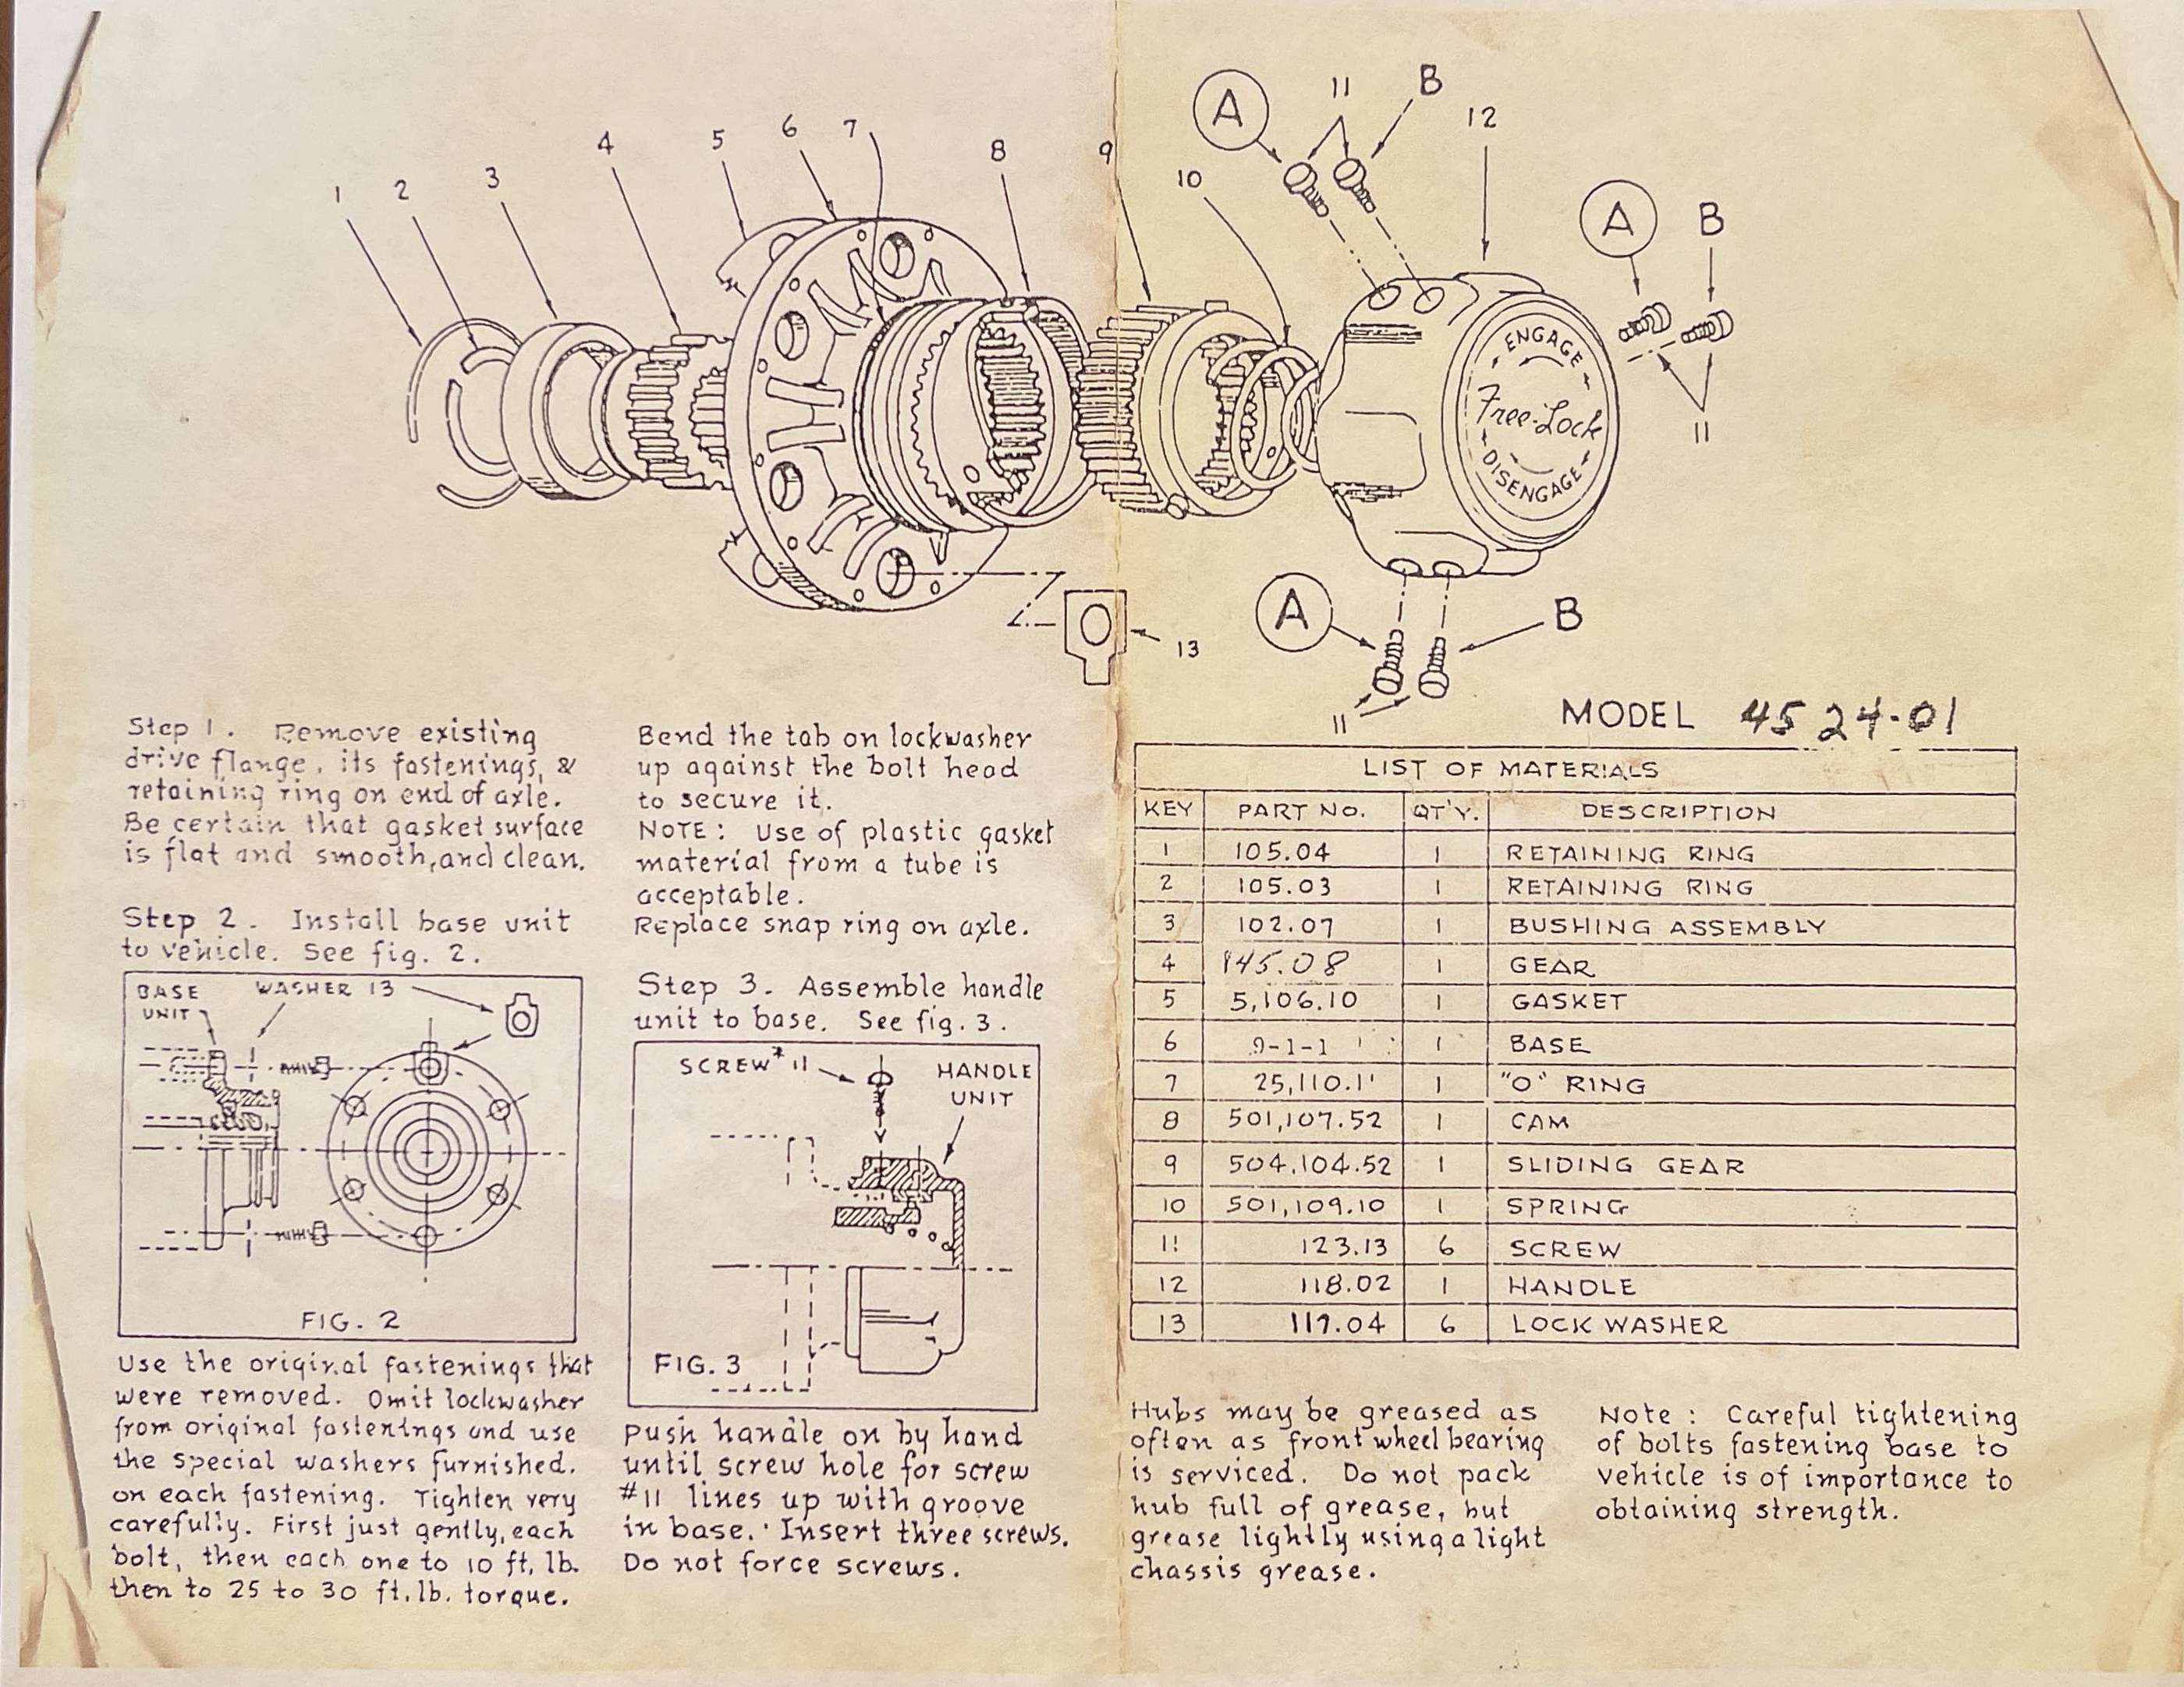 1
2
3
4
5
6
7
8
9
10
A
11
B
12
A
B
11
ENGAGE
Free-Lock
DISENGAGE
13
A
B
11
MODEL 4524-01
Step 1. Remove existing
drive flange, its fastenings, &
retaining ring on end of axle.
Be certain that gasket surface
is flat and smooth, and clean.
Step 2. Install base unit
to vehicle. See fig. 2.
BASE
UNIT
WASHER 13
FIG. 2
Use the original fastenings that
were removed. Omit lockwasher
from original fastenings and use
the special washers furnished.
on each fastening. Tighten very
carefully. First just gently, each
bolt, then each one to 10 ft. lb.
then to 25 to 30 ft. lb. torque.
Bend the tab on lockwasher
up against the bolt head
to secure it.
NOTE: Use of plastic gasket
material from a tube is
acceptable.
Replace snap ring on axle.
Step 3. Assemble handle
unit to base. See fig. 3.
SCREW # 11
HANDLE
UNIT
FIG. 3
Push handle on by hand
until screw hole for screw
#11 lines up with groove
in base. Insert three screws.
Do not force screws.
LIST OF MATERIALS
KEY PART NO. QT'Y. DESCRIPTION
1 105.04 1 RETAINING RING
2 105.03 1 RETAINING RING
3 102.07 1 BUSHING ASSEMBLY
4 145.08 1 GEAR
5 5,106.10 1 GASKET
6 1 BASE
7 1 "O" RING
8 501,107.52 1 CAM
9 504,104.52 1 SLIDING GEAR
10 501,109.10 1 SPRING
11 123.13 6 SCREW
12 118.02 1 HANDLE
13 117.04 6 LOCK WASHER
Hubs may be greased as
often as front wheel bearing
is serviced. Do not pack
hub full of grease, but
grease lightly using a light
chassis grease.
Note: Careful tightening
of bolts fastening base to
vehicle is of importance to
obtaining strength.